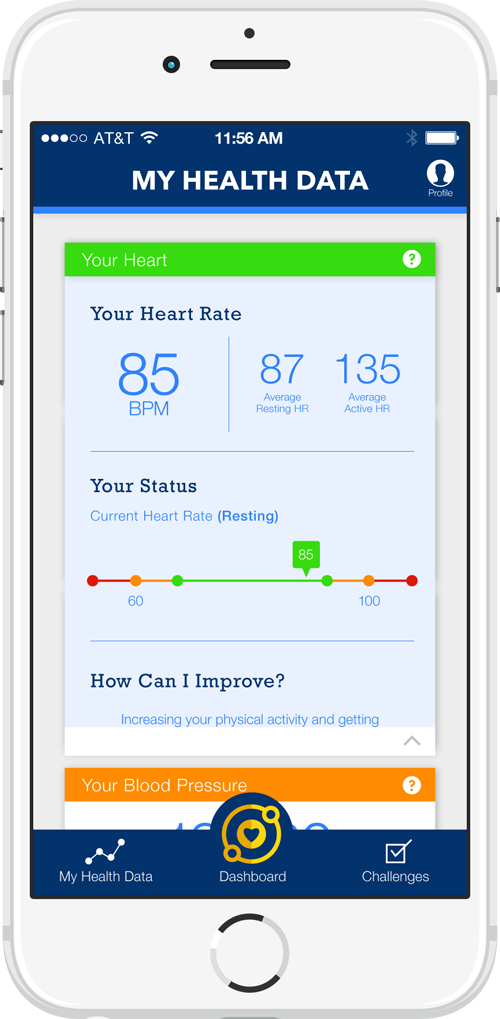 AT&T
11:56 AM
MY HEALTH DATA
Profile
Your Heart
?
Your Heart Rate
85
BPM
87
Average
Resting HR
135
Average
Active HR
Your Status
Current Heart Rate (Resting)
85
60
100
How Can I Improve?
Increasing your physical activity and getting
Your Blood Pressure
?
My Health Data
Dashboard
Challenges